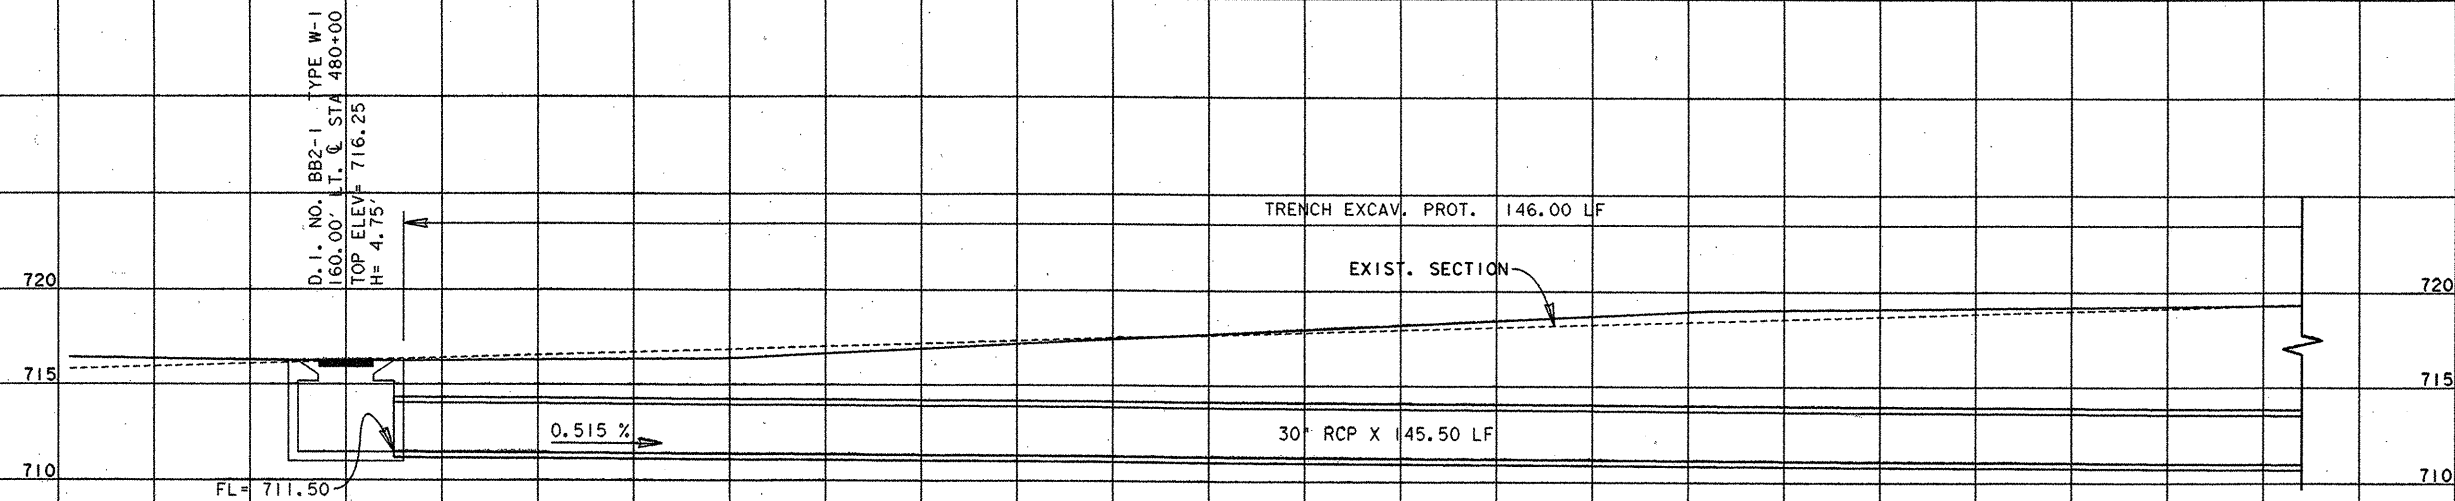 D.I. NO. BB2-1 TYPE W-1
160.00' LT. ℄ STA 480+00
TOP ELEV= 716.25
H= 4.75'
TRENCH EXCAV. PROT. 146.00 LF
EXIST. SECTION
720
720
715
715
0.515 %
30" RCP X 145.50 LF
710
710
FL= 711.50